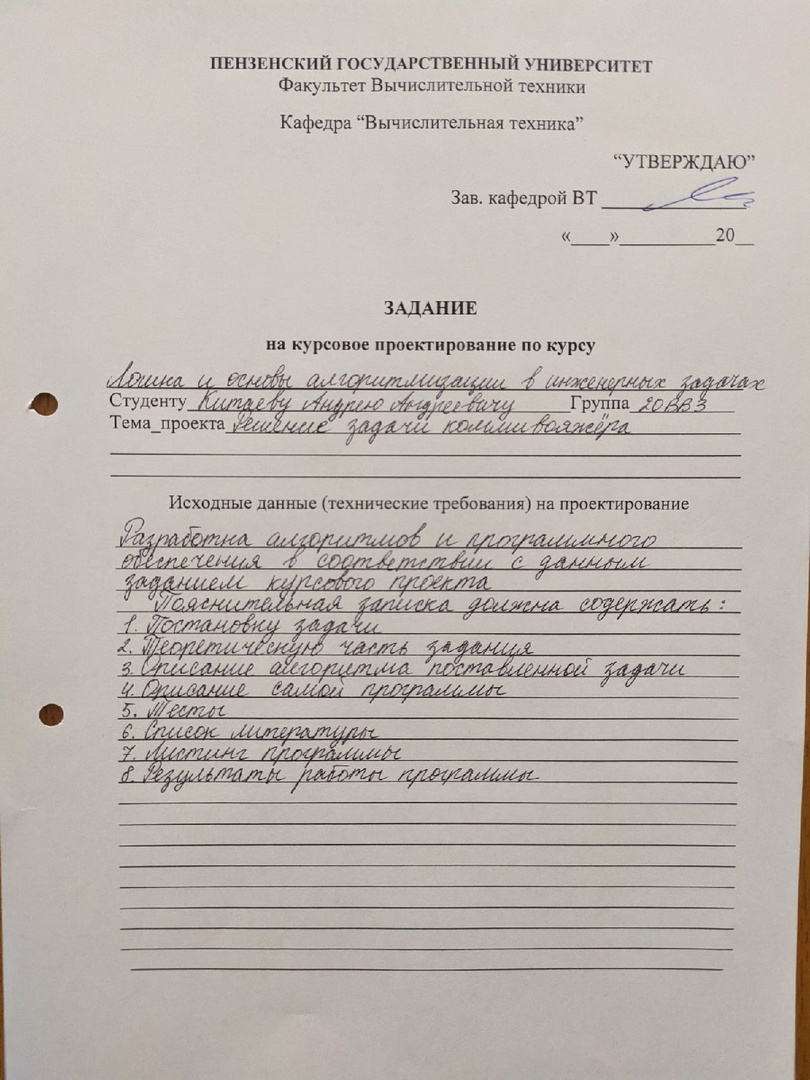 ПЕНЗЕНСКИЙ ГОСУДАРСТВЕННЫЙ УНИВЕРСИТЕТ
Факультет Вычислительной техники
Кафедра “Вычислительная техника”
“УТВЕРЖДАЮ”
Зав. кафедрой ВТ ______________
«____»__________20__
ЗАДАНИЕ
на курсовое проектирование по курсу
Логика и основы алгоритмизации в инженерных задачах
Студенту Китаеву Андрею Андреевичу Группа 20ВВ3
Тема_проекта Решение задачи коммивояжёра
Исходные данные (технические требования) на проектирование
Разработка алгоритмов и программного
обеспечения в соответствии с данным
заданием курсового проекта
Пояснительная записка должна содержать:
1. Постановку задачи
2. Теоретическую часть задания
3. Описание алгоритма поставленной задачи
4. Описание самой программы
5. Тесты
6. Список литературы
7. Листинг программы
8. Результаты работы программы